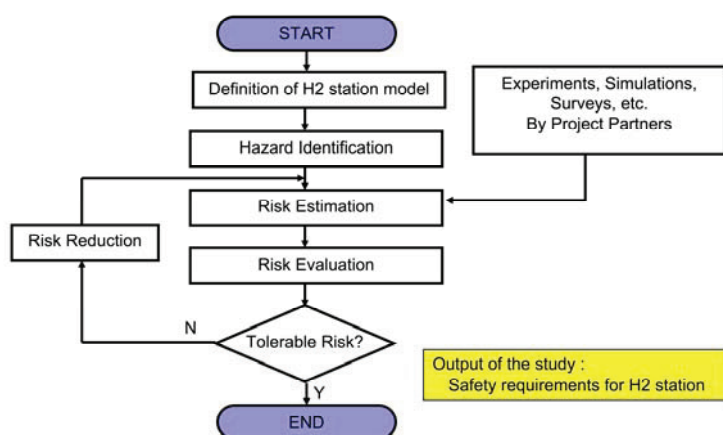 START
Definition of H2 station model
Experiments, Simulations,
Surveys, etc.
By Project Partners
Hazard Identification
Risk Estimation
Risk Reduction
Risk Evaluation
N
Tolerable Risk?
Output of the study :
Safety requirements for H2 station
Y
END